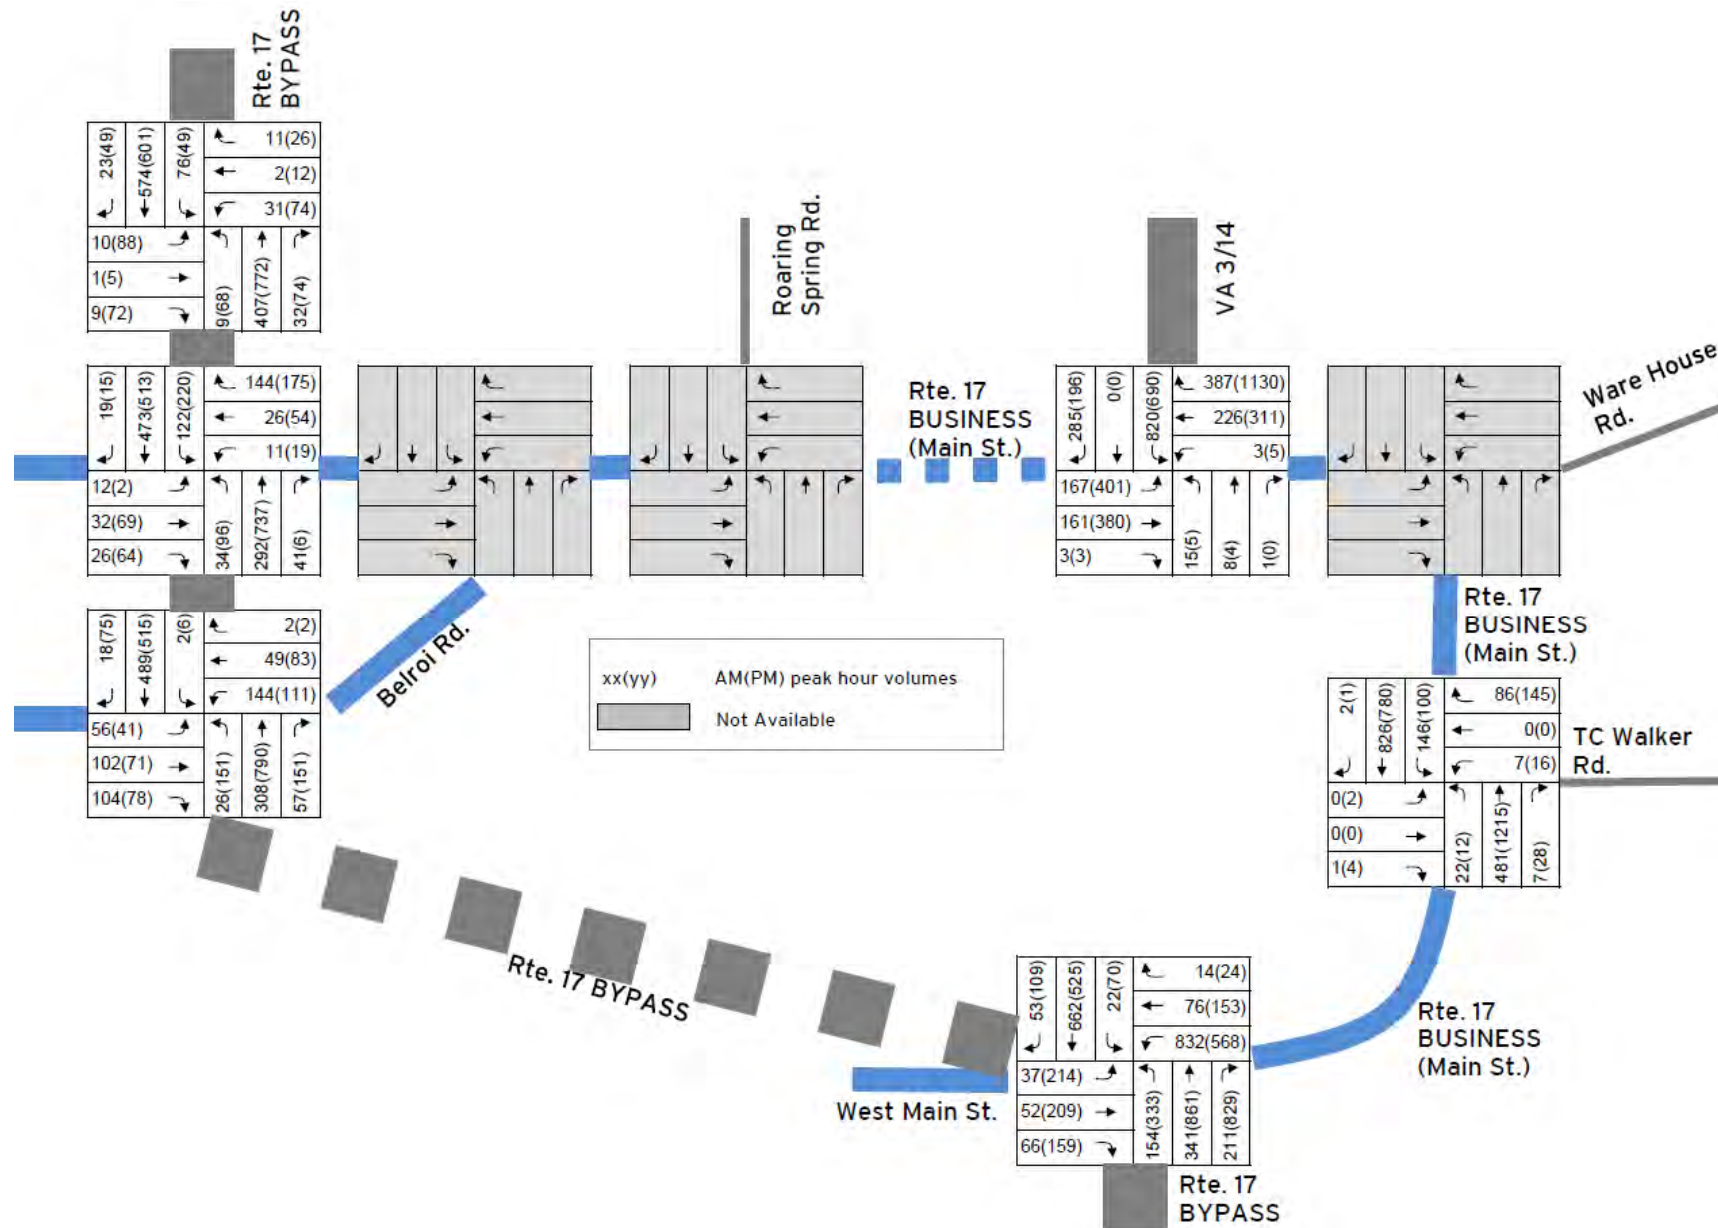 Rte. 17
BYPASS
23(49)
574(601)
76(49)
11(26)
2(12)
31(74)
10(88)
1(5)
9(72)
9(68)
407(772)
32(74)
Roaring
Spring Rd.
VA 3/14
19(15)
473(513)
122(220)
144(175)
26(54)
11(19)
12(2)
32(69)
26(64)
34(96)
292(737)
41(6)
Rte. 17
BUSINESS
(Main St.)
285(196)
0(0)
820(690)
387(1130)
226(311)
3(5)
167(401)
161(380)
3(3)
15(5)
8(4)
1(0)
Ware House
Rd.
Rte. 17
BUSINESS
(Main St.)
18(75)
489(515)
2(6)
2(2)
49(83)
144(111)
56(41)
102(71)
104(78)
26(151)
308(790)
57(151)
Belroi Rd.
xx(yy) AM(PM) peak hour volumes
Not Available
2(1)
826(780)
146(100)
86(145)
0(0)
7(16)
0(2)
0(0)
1(4)
22(12)
481(1215)
7(28)
TC Walker
Rd.
Rte. 17 BYPASS
53(109)
662(525)
22(70)
14(24)
76(153)
832(568)
37(214)
52(209)
66(159)
154(333)
341(861)
211(829)
West Main St.
Rte. 17
BUSINESS
(Main St.)
Rte. 17
BYPASS